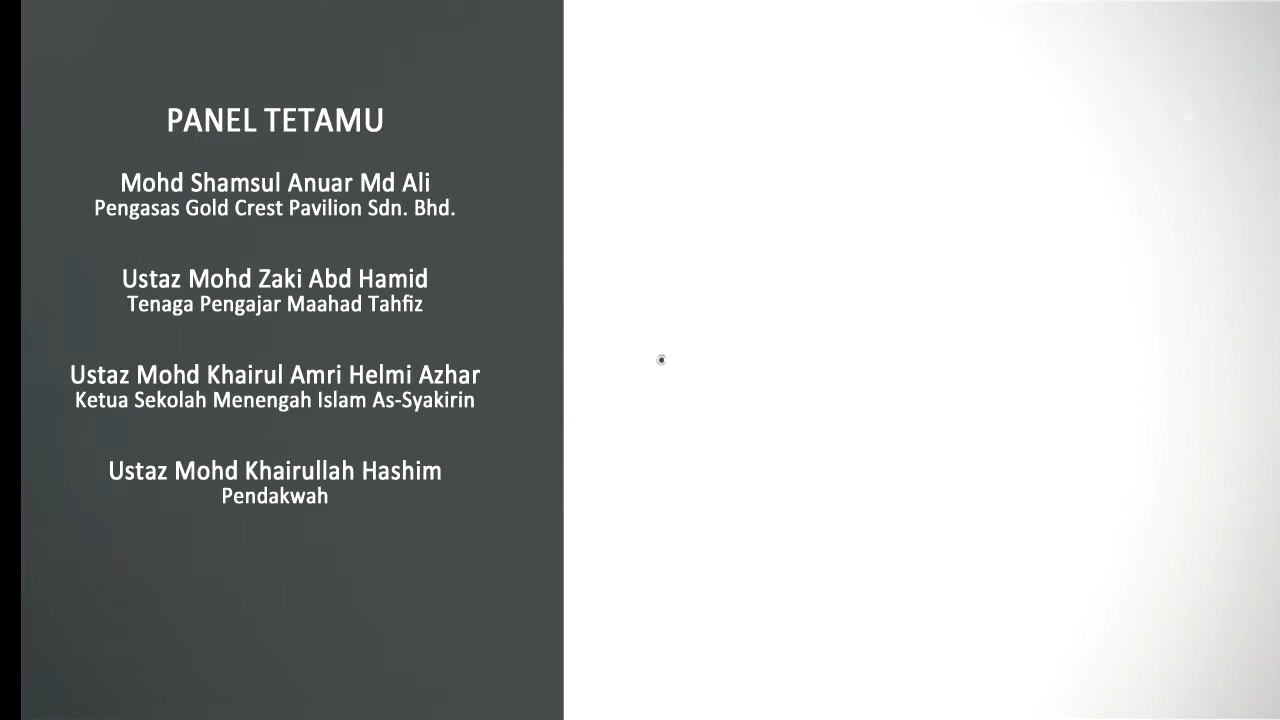 PANEL TETAMU
Mohd Shamsul Anuar Md Ali
Pengasas Gold Crest Pavilion Sdn. Bhd.
Ustaz Mohd Zaki Abd Hamid
Tenaga Pengajar Maahad Tahfiz
Ustaz Mohd Khairul Amri Helmi Azhar
Ketua Sekolah Menengah Islam As-Syakirin
Ustaz Mohd Khairullah Hashim
Pendakwah